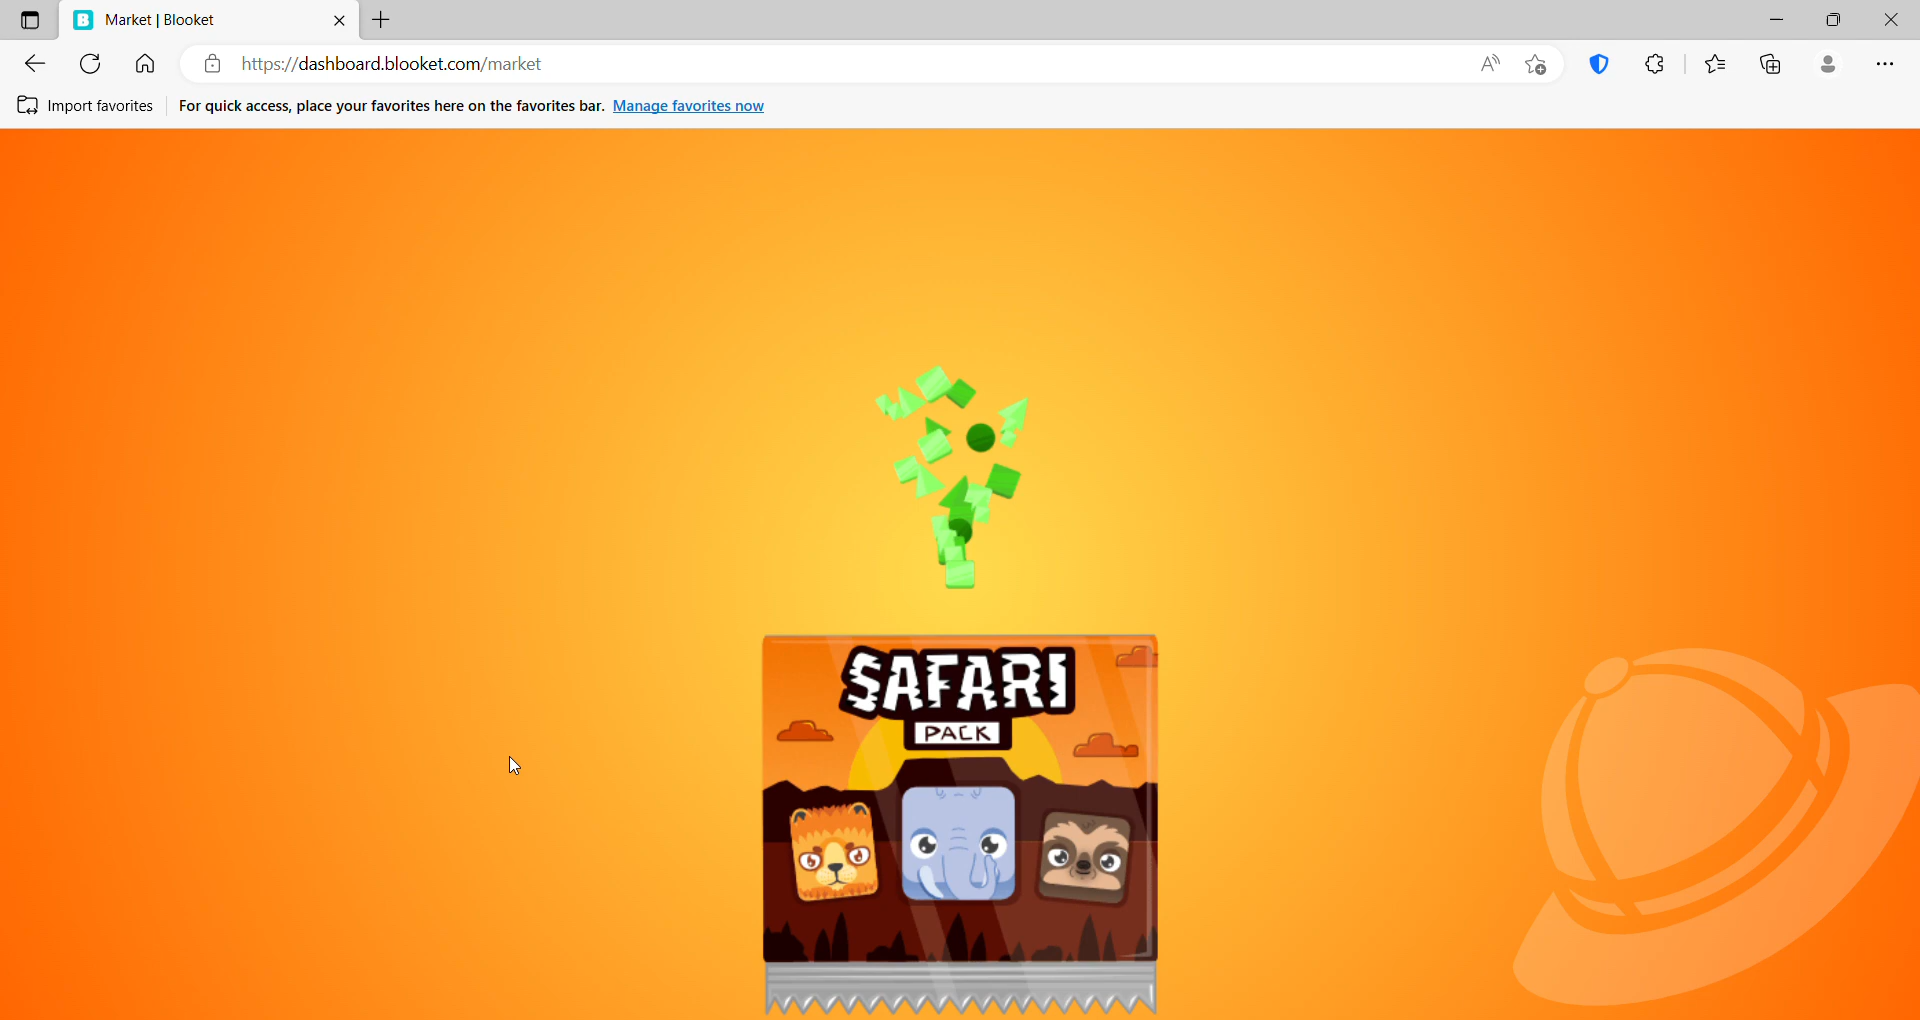 Market | Blooket
https://dashboard.blooket.com/market
Import favorites
For quick access, place your favorites here on the favorites bar. Manage favorites now
SAFARI
PACK